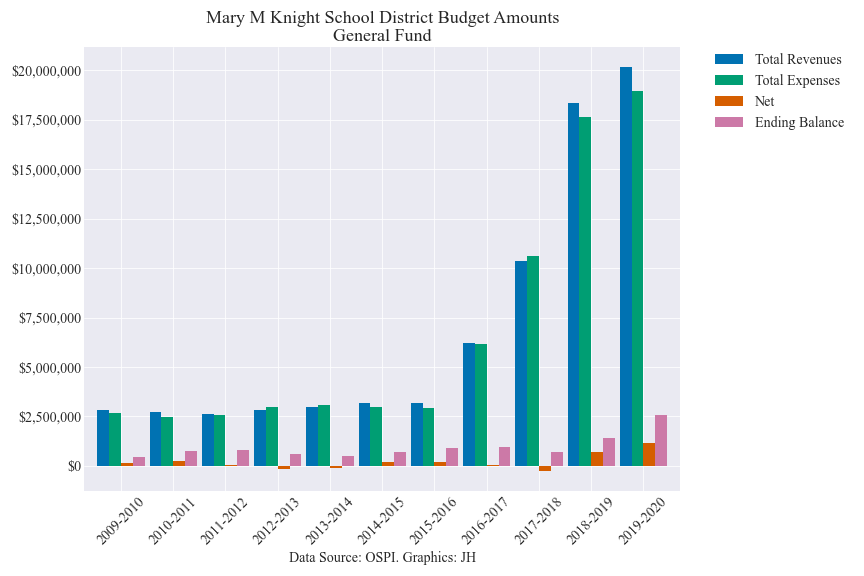 Mary M Knight School District Budget Amounts
General Fund
Total Revenues
Total Expenses
Net
Ending Balance
$20,000,000
$17,500,000
$15,000,000
$12,500,000
$10,000,000
$7,500,000
$5,000,000
$2,500,000
$0
2009-2010
2010-2011
2011-2012
2012-2013
2013-2014
2014-2015
2015-2016
2016-2017
2017-2018
2018-2019
2019-2020
Data Source: OSPI. Graphics: JH